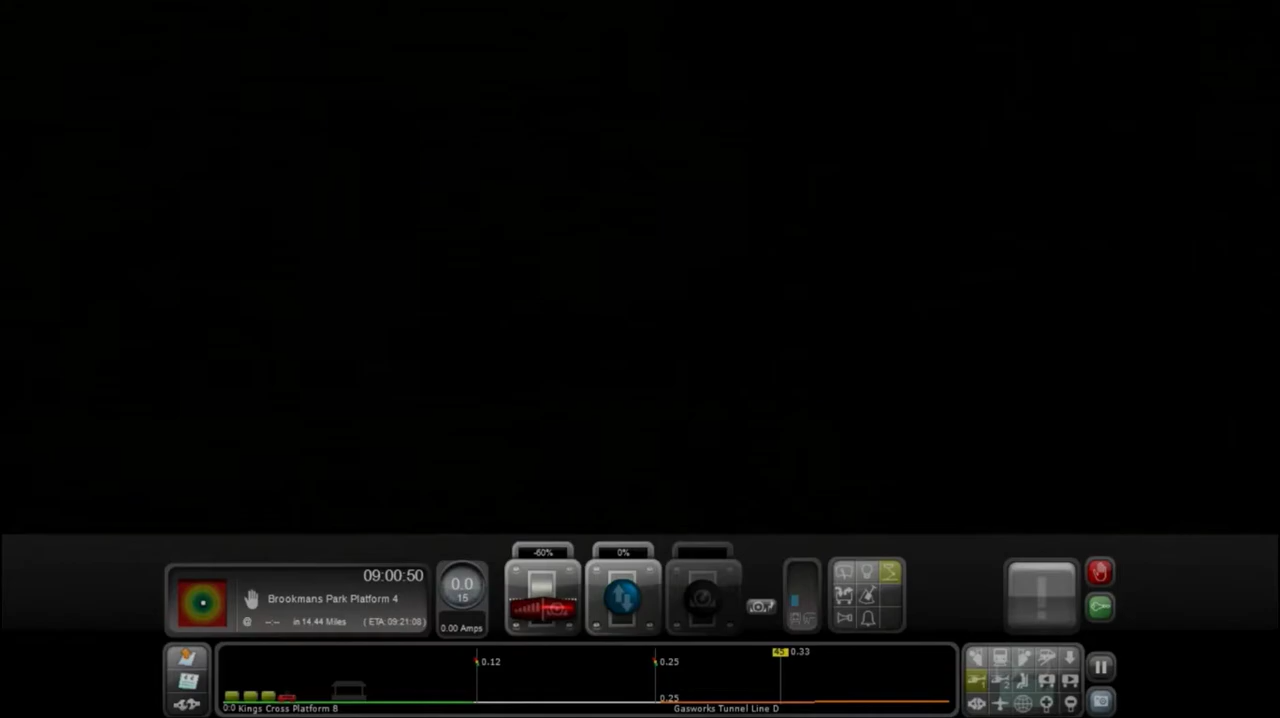 -60%
0%
09:00:50
Brookmans Park Platform 4
@ --:-- in 14.44 Miles ( ETA:09:21:08 )
0.0
15
0.00 Amps
45 0.33
0.12
0.25
0.25
0.0 Kings Cross Platform 8
Gasworks Tunnel Line D
1
2